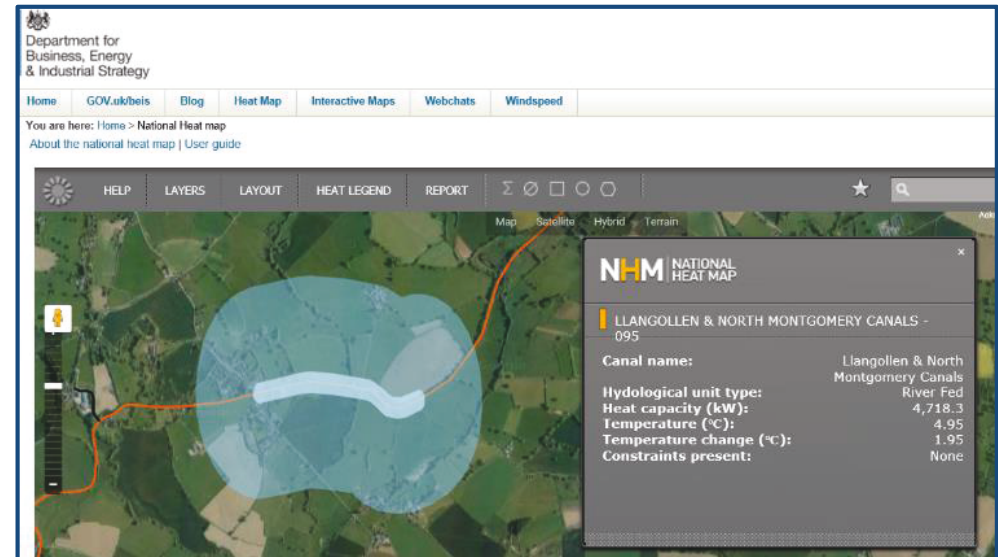 Department for
Business, Energy
& Industrial Strategy
Home GOV.uk/beis Blog Heat Map Interactive Maps Webchats Windspeed
You are here: Home > National Heat map
About the national heat map | User guide
HELP LAYERS LAYOUT HEAT LEGEND REPORT
Map Satellite Hybrid Terrain
NHM NATIONAL
HEAT MAP
LLANGOLLEN & NORTH MONTGOMERY CANALS -
095
Canal name: Llangollen & North
Montgomery Canals
Hydological unit type: River Fed
Heat capacity (kW): 4,718.3
Temperature (°C): 4.95
Temperature change (°C): 1.95
Constraints present: None